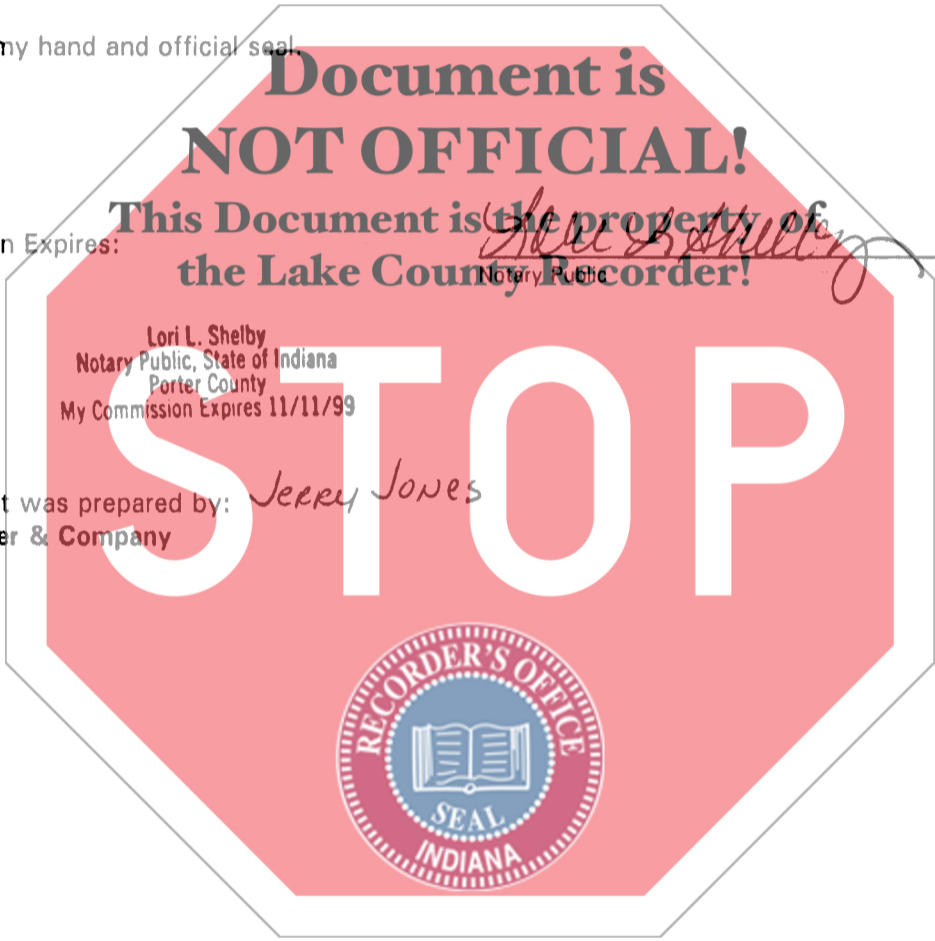 my hand and official seal.
Document is
NOT OFFICIAL!
This Document is the property of
the Lake County Recorder!
n Expires:
Lori L. Shelby
Notary Public
Lori L. Shelby
Notary Public, State of Indiana
Porter County
My Commission Expires 11/11/99
STOP
t was prepared by: Jerry Jones
er & Company
RECORDER'S OFFICE
SEAL
INDIANA